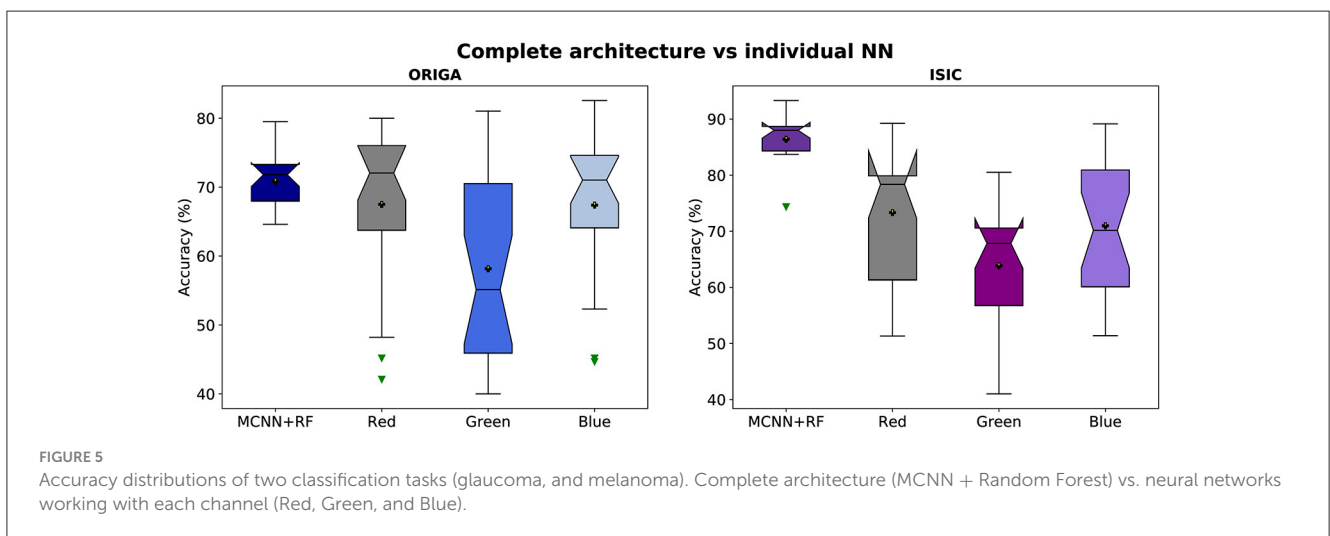 Complete architecture vs individual NN
ORIGA
ISIC
Accuracy (%)
80
70
60
50
40
MCNN+RF Red Green Blue
Accuracy (%)
90
80
70
60
50
40
MCNN+RF Red Green Blue
FIGURE 5
Accuracy distributions of two classification tasks (glaucoma, and melanoma). Complete architecture (MCNN + Random Forest) vs. neural networks
working with each channel (Red, Green, and Blue).